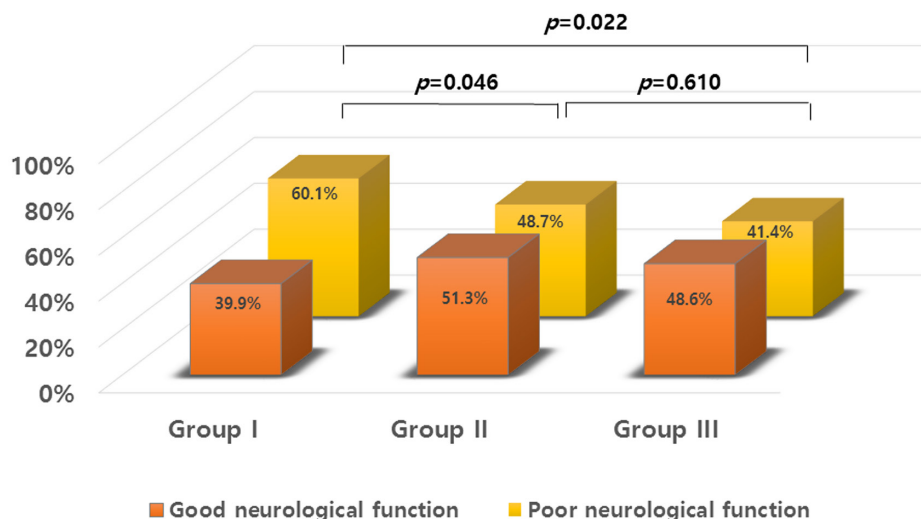 p=0.022
p=0.046
p=0.610
100%
80%
60%
40%
20%
0%
60.1%
48.7%
41.4%
39.9%
51.3%
48.6%
Group I
Group II
Group III
Good neurological function
Poor neurological function